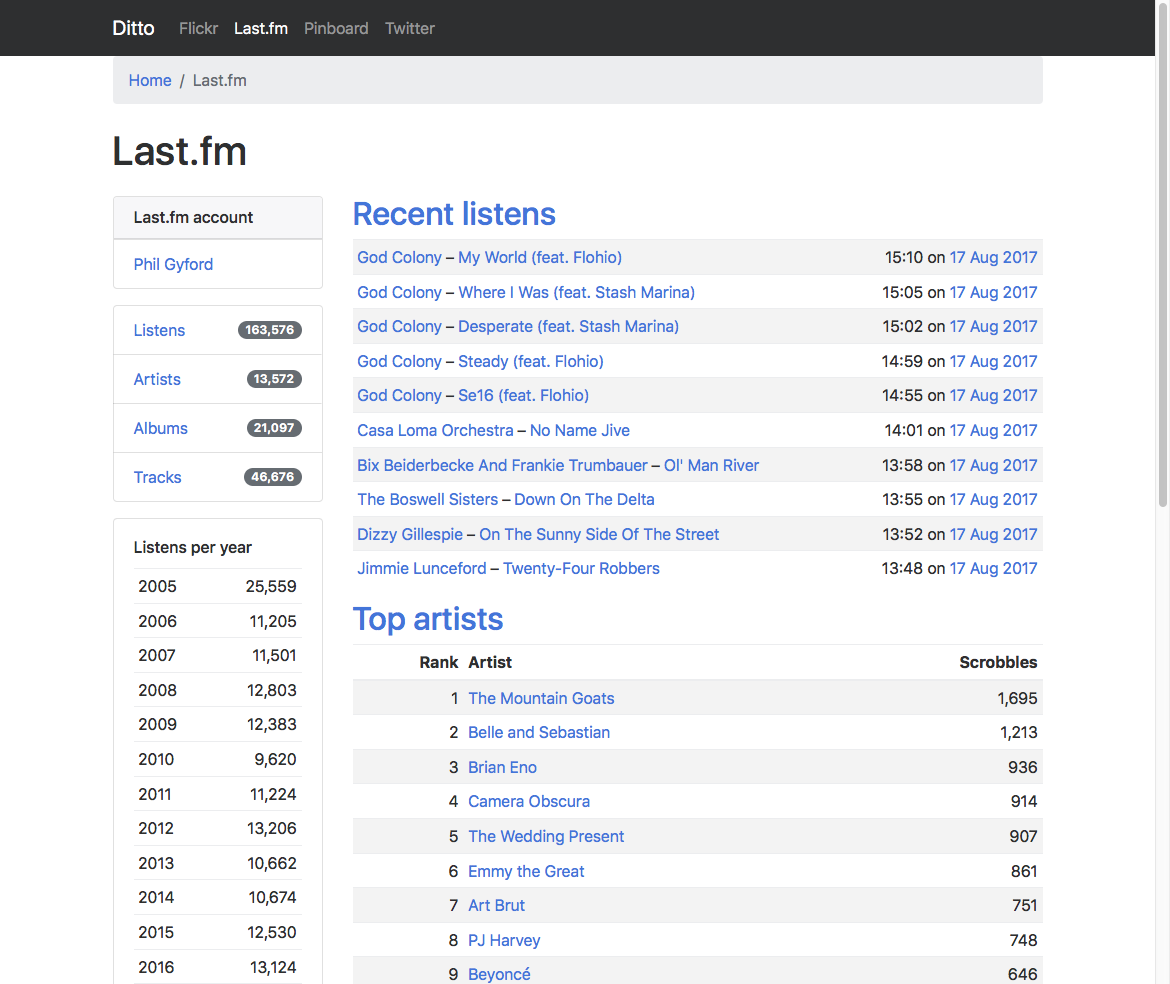 Ditto Flickr Last.fm Pinboard Twitter
Home / Last.fm
Last.fm
Last.fm account
Phil Gyford
Listens 163,576
Artists 13,572
Albums 21,097
Tracks 46,676
Listens per year
2005 25,559
2006 11,205
2007 11,501
2008 12,803
2009 12,383
2010 9,620
2011 11,224
2012 13,206
2013 10,662
2014 10,674
2015 12,530
2016 13,124
Recent listens
God Colony – My World (feat. Flohio) 15:10 on 17 Aug 2017
God Colony – Where I Was (feat. Stash Marina) 15:05 on 17 Aug 2017
God Colony – Desperate (feat. Stash Marina) 15:02 on 17 Aug 2017
God Colony – Steady (feat. Flohio) 14:59 on 17 Aug 2017
God Colony – Se16 (feat. Flohio) 14:55 on 17 Aug 2017
Casa Loma Orchestra – No Name Jive 14:01 on 17 Aug 2017
Bix Beiderbecke And Frankie Trumbauer – Ol' Man River 13:58 on 17 Aug 2017
The Boswell Sisters – Down On The Delta 13:55 on 17 Aug 2017
Dizzy Gillespie – On The Sunny Side Of The Street 13:52 on 17 Aug 2017
Jimmie Lunceford – Twenty-Four Robbers 13:48 on 17 Aug 2017
Top artists
Rank Artist Scrobbles
1 The Mountain Goats 1,695
2 Belle and Sebastian 1,213
3 Brian Eno 936
4 Camera Obscura 914
5 The Wedding Present 907
6 Emmy the Great 861
7 Art Brut 751
8 PJ Harvey 748
9 Beyoncé 646